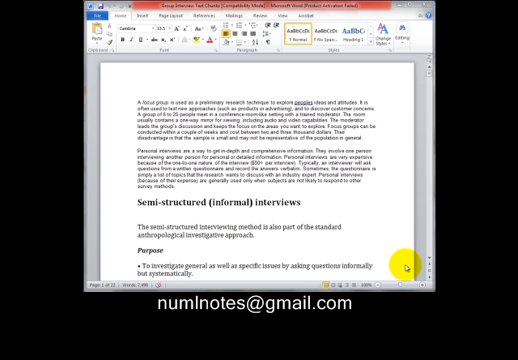 Group Interview Text Chunks [Compatibility Mode] - Microsoft Word (Product Activation Failed)
File Home Insert Page Layout References Mailings Review View Acrobat
Paste
Cambria
Normal
No Spac...
Heading 1
Change Styles
Editing
Clipboard Font Paragraph Styles
A focus group is used as a preliminary research technique to explore peoples ideas and attitudes. It is
often used to test new approaches (such as products or advertising), and to discover customer concerns.
A group of 6 to 20 people meet in a conference-room-like setting with a trained moderator. The room
usually contains a one-way mirror for viewing, including audio and video capabilities. The moderator
leads the group's discussion and keeps the focus on the areas you want to explore. Focus groups can be
conducted within a couple of weeks and cost between two and three thousand dollars. Their
disadvantage is that the sample is small and may not be representative of the population in general.
Personal interviews are a way to get in-depth and comprehensive information. They involve one person
interviewing another person for personal or detailed information. Personal interviews are very expensive
because of the one-to-one nature of the interview ($50+ per interview). Typically, an interviewer will ask
questions from a written questionnaire and record the answers verbatim. Sometimes, the questionnaire
is simply a list of topics that the research wants to discuss with an industry expert. Personal interviews
(because of their expense) are generally used only when subjects are not likely to respond to other
survey methods.
Semi-structured (informal) interviews
The semi-structured interviewing method is also part of the standard
anthropological investigative approach.
Purpose
• To investigate general as well as specific issues by asking questions informally
but systematically.
Page: 1 of 22 Words: 7,490 100%
numlnotes@gmail.com